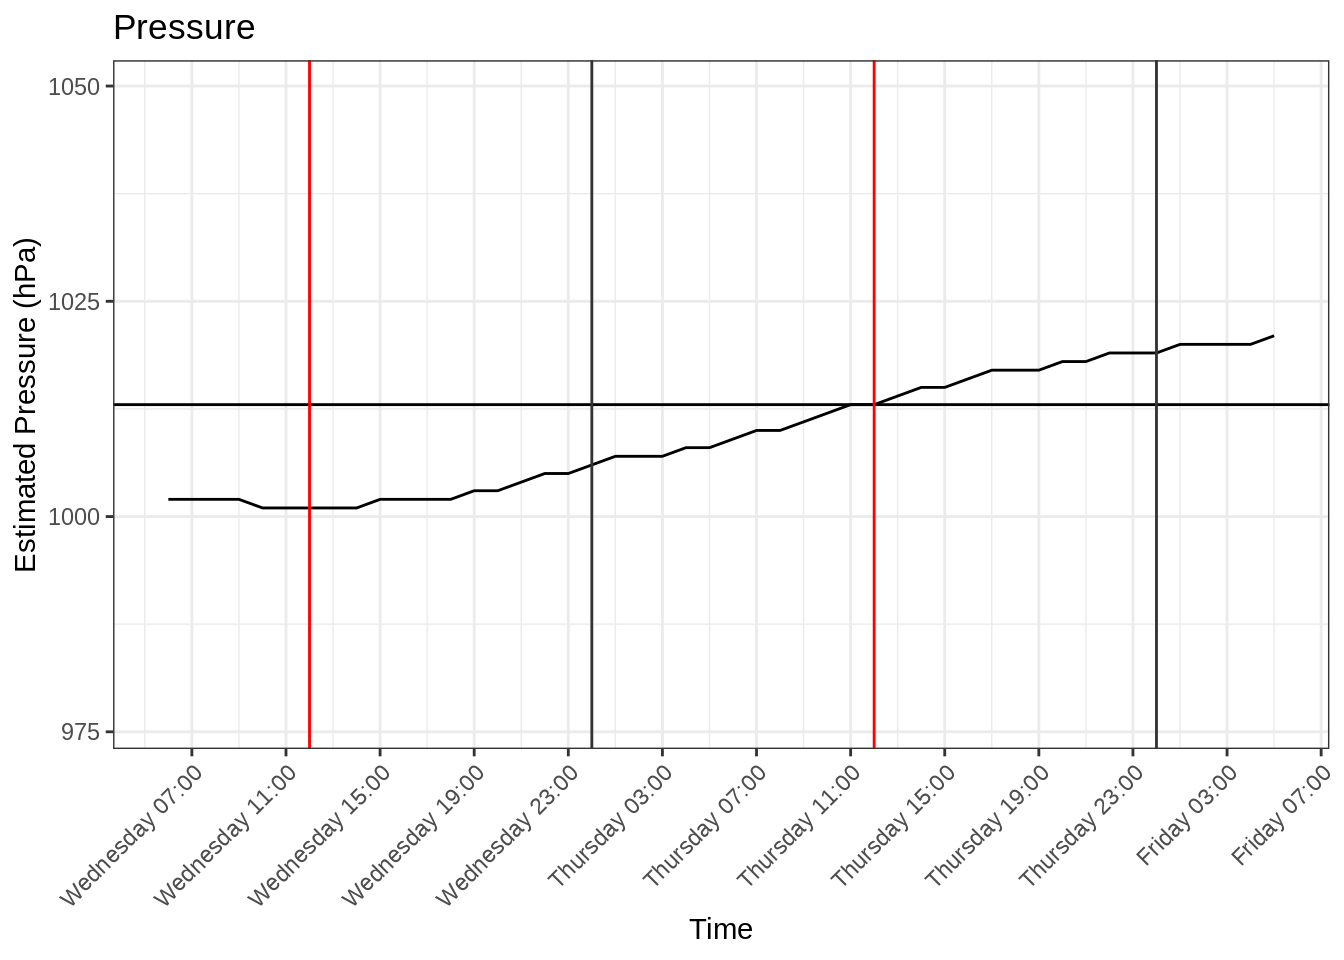 Pressure
Estimated Pressure (hPa)
1050
1025
1000
975
Wednesday 07:00
Wednesday 11:00
Wednesday 15:00
Wednesday 19:00
Wednesday 23:00
Thursday 03:00
Thursday 07:00
Thursday 11:00
Thursday 15:00
Thursday 19:00
Thursday 23:00
Friday 03:00
Friday 07:00
Time